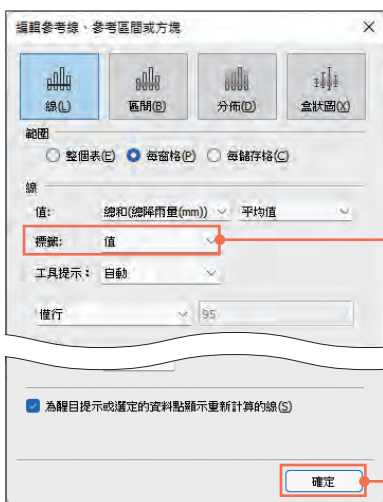 編輯參考線、參考區間或方塊
線(L) 區間(B) 分佈(D) 盒狀圖(X)
範圍
整個表(E) 每窗格(P) 每儲存格(C)
線
值: 總和(總降雨量(mm)) 平均值
標籤: 值
工具提示: 自動
僅行 95
為醒目提示或選定的資料點顯示重新計算的線(S)
確定